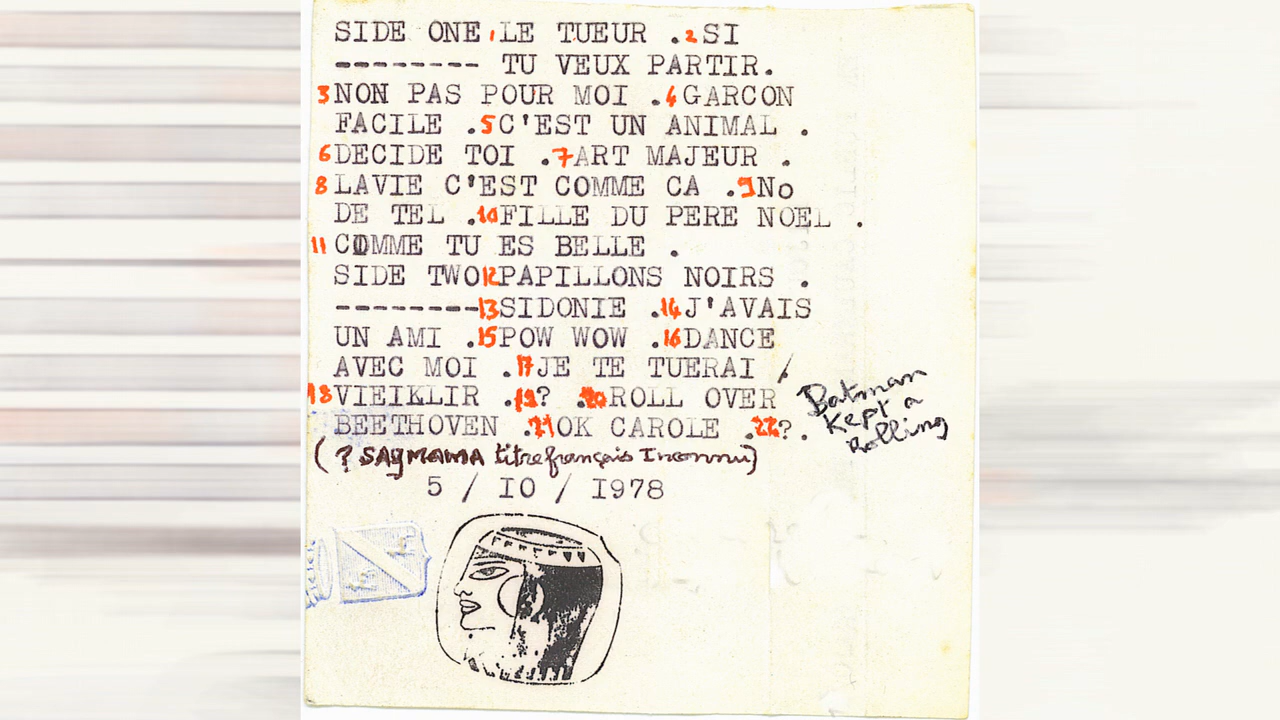 SIDE ONE 1 LE TUEUR .2 SI
-------- TU VEUX PARTIR.
3 NON PAS POUR MOI .4 GARCON
FACILE .5 C'EST UN ANIMAL .
6 DECIDE TOI .7 ART MAJEUR .
8 LAVIE C'EST COMME CA .9 No
DE TEL .10 FILLE DU PERE NOEL .
11 COMME TU ES BELLE .
SIDE TWO 12 PAPILLONS NOIRS .
-------- 13 SIDONIE .14 J'AVAIS
UN AMI .15 POW WOW .16 DANCE
AVEC MOI .17 JE TE TUERAI /
18 VIEIKLIR .19 ? .20 ROLL OVER
BEETHOVEN .21 OK CAROLE .22 ?.
Batman
Kept a
Rolling
(? SAyMAMA titre français Inconnu)
5 / IO / I978